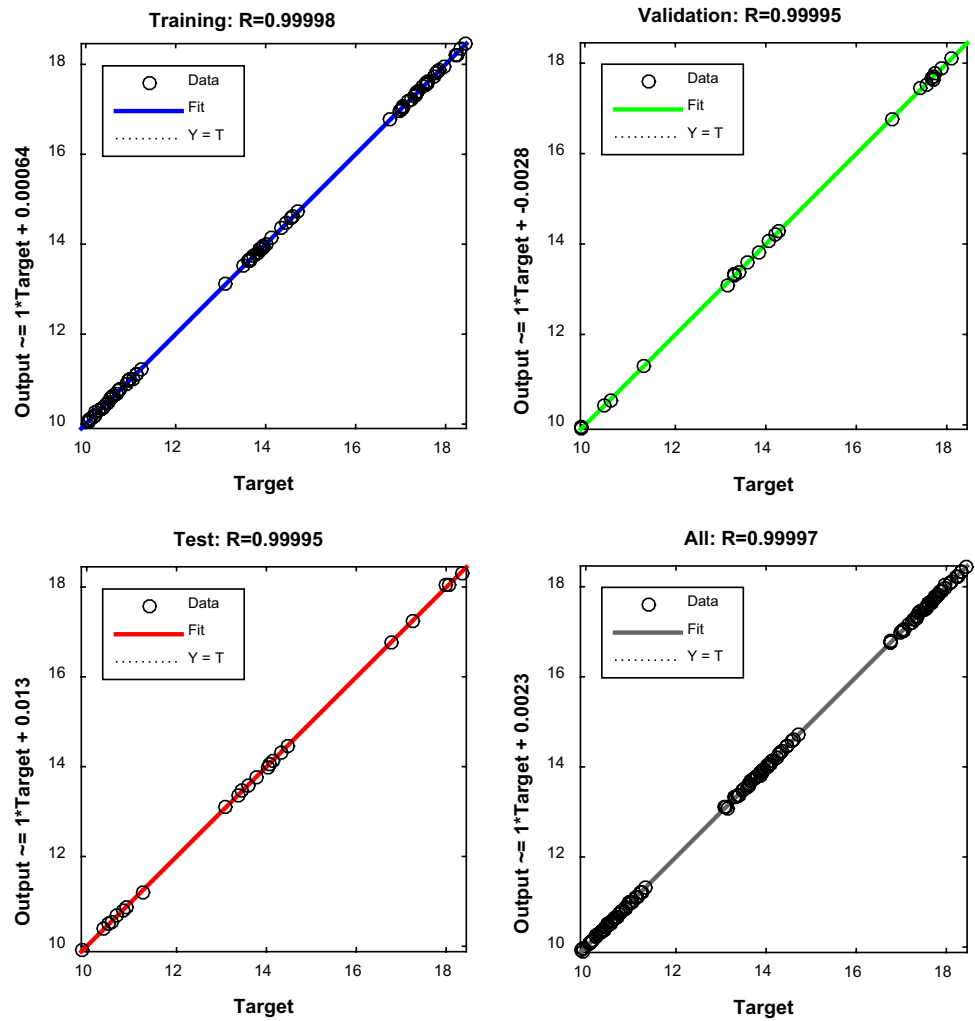 Training: R=0.99998
Output ~= 1*Target + 0.00064
18
16
14
12
10
Data
Fit
Y = T
10
12
14
16
18
Target
Validation: R=0.99995
Output ~= 1*Target + -0.0028
18
16
14
12
10
Data
Fit
Y = T
10
12
14
16
18
Target
Test: R=0.99995
Output ~= 1*Target + 0.013
18
16
14
12
10
Data
Fit
Y = T
10
12
14
16
18
Target
All: R=0.99997
Output ~= 1*Target + 0.0023
18
16
14
12
10
Data
Fit
Y = T
10
12
14
16
18
Target